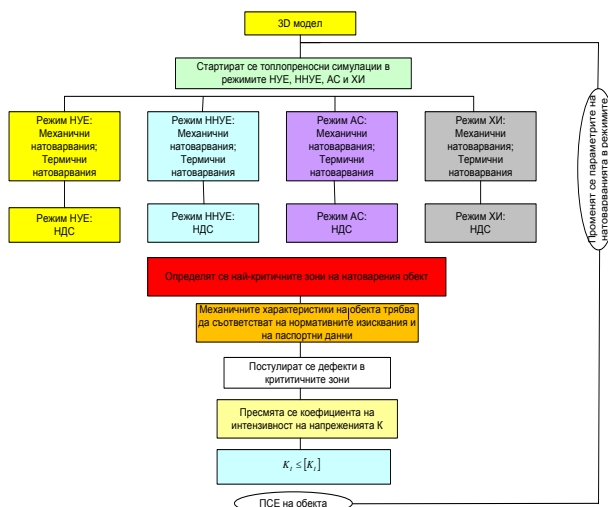 3D модел
Стартират се топлопреносни симулации в
режимите НУЕ, ННУЕ, АС и ХИ
Режим НУЕ:
Механични
натоварвания;
Термични
натоварвания
Режим ННУЕ:
Механични
натоварвания;
Термични
натоварвания
Режим АС:
Механични
натоварвания;
Термични
натоварвания
Режим ХИ:
Механични
натоварвания;
Термични
натоварвания
Режим НУЕ:
НДС
Режим ННУЕ:
НДС
Режим АС:
НДС
Режим ХИ:
НДС
Определят се най-критичните зони на натоварения обект
Механичните характеристики на обекта трябва
да съответстват на нормативните изисквания и
на паспортни данни
Постулират се дефекти в
крититичните зони
Пресмята се коефициента на
интензивност на напреженията К
K_I ≤ [K_I]
ПСЕ на обекта
Променят се параметрите на
натоварванията в режимите